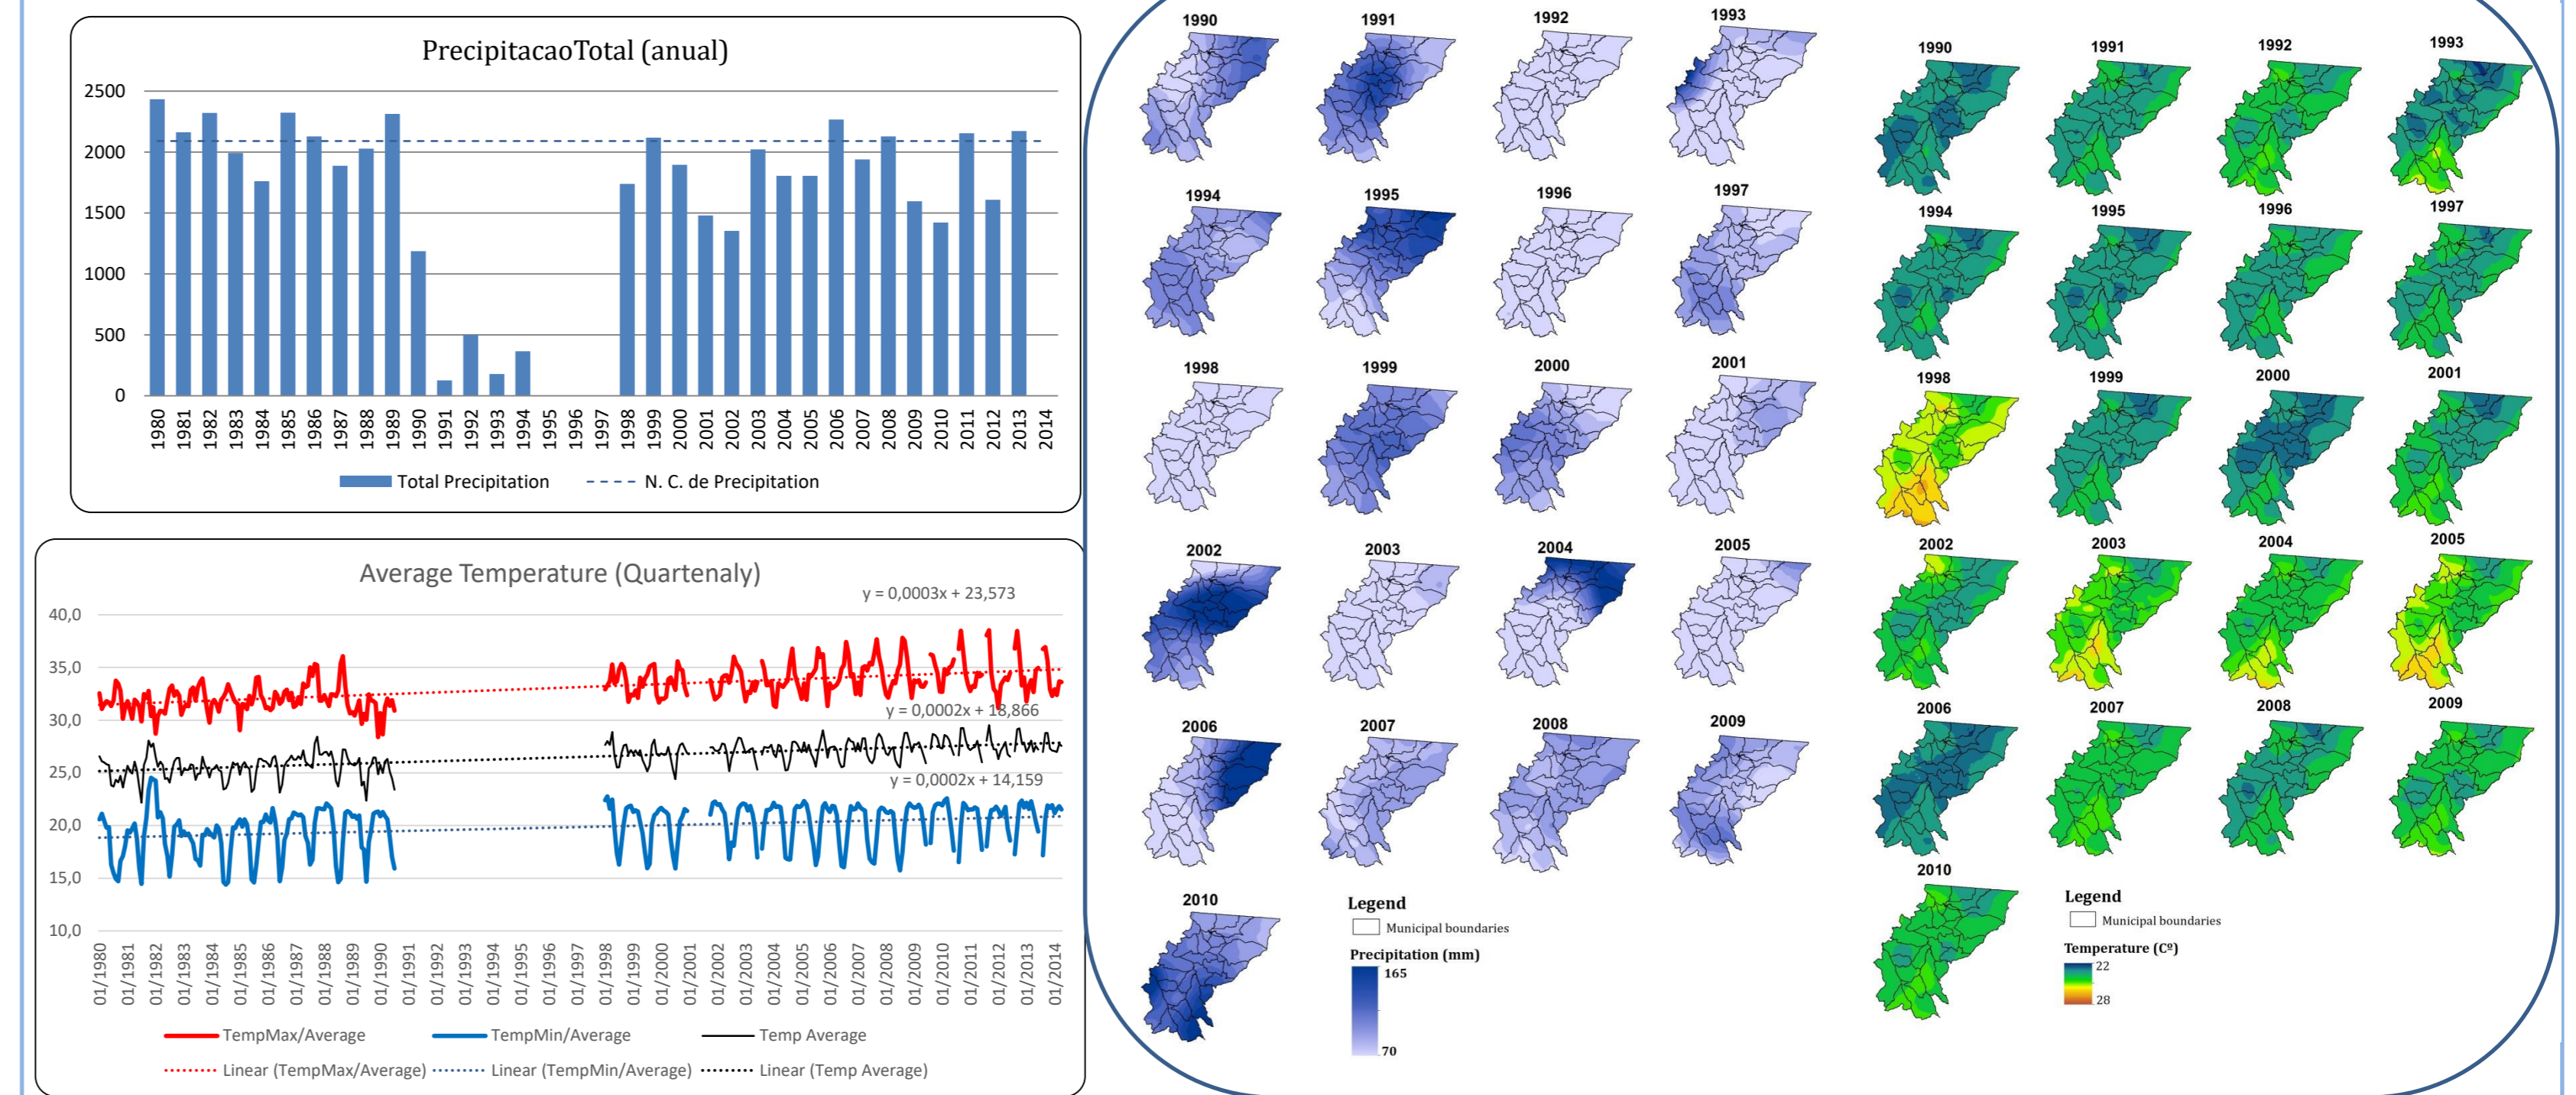 PrecipitacaoTotal (anual)
2500
2000
1500
1000
500
0
1980 1981 1982 1983 1984 1985 1986 1987 1988 1989 1990 1991 1992 1993 1994 1995 1996 1997 1998 1999 2000 2001 2002 2003 2004 2005 2006 2007 2008 2009 2010 2011 2012 2013 2014
Total Precipitation N. C. de Precipitation
Average Temperature (Quartenaly)
y = 0,0003x + 23,573
40,0
35,0
y = 0,0002x + 18,866
30,0
25,0
y = 0,0002x + 14,159
20,0
15,0
10,0
01/1980 01/1981 01/1982 01/1983 01/1984 01/1985 01/1986 01/1987 01/1988 01/1989 01/1990 01/1991 01/1992 01/1993 01/1994 01/1995 01/1996 01/1997 01/1998 01/1999 01/2000 01/2001 01/2002 01/2003 01/2004 01/2005 01/2006 01/2007 01/2008 01/2009 01/2010 01/2011 01/2012 01/2013 01/2014
TempMax/Average TempMin/Average Temp Average
Linear (TempMax/Average) Linear (TempMin/Average) Linear (Temp Average)
1990 1991 1992 1993
1994 1995 1996 1997
1998 1999 2000 2001
2002 2003 2004 2005
2006 2007 2008 2009
2010
Legend
Municipal boundaries
Precipitation (mm)
165
70
1990 1991 1992 1993
1994 1995 1996 1997
1998 1999 2000 2001
2002 2003 2004 2005
2006 2007 2008 2009
2010
Legend
Municipal boundaries
Temperature (Cº)
22
28